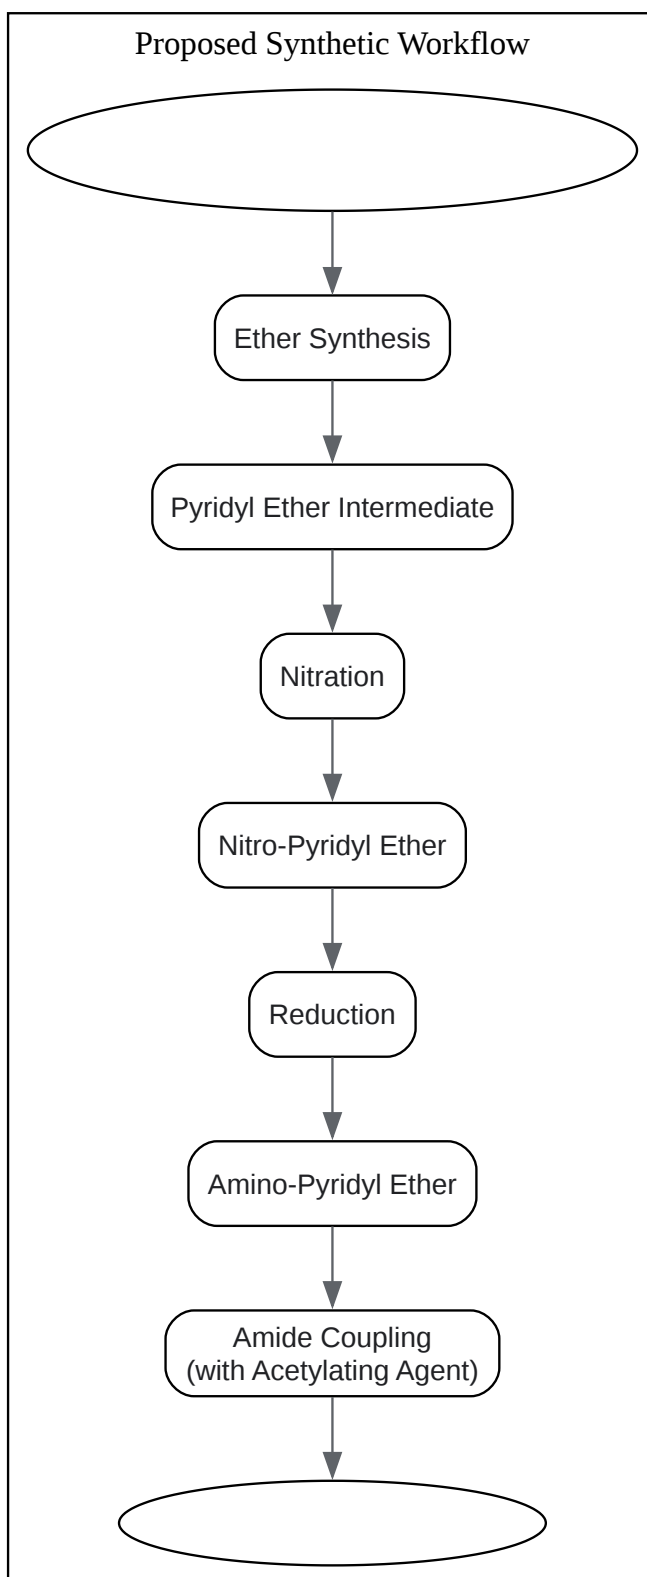 Proposed Synthetic Workflow
Ether Synthesis
Pyridyl Ether Intermediate
Nitration
Nitro-Pyridyl Ether
Reduction
Amino-Pyridyl Ether
Amide Coupling
(with Acetylating Agent)